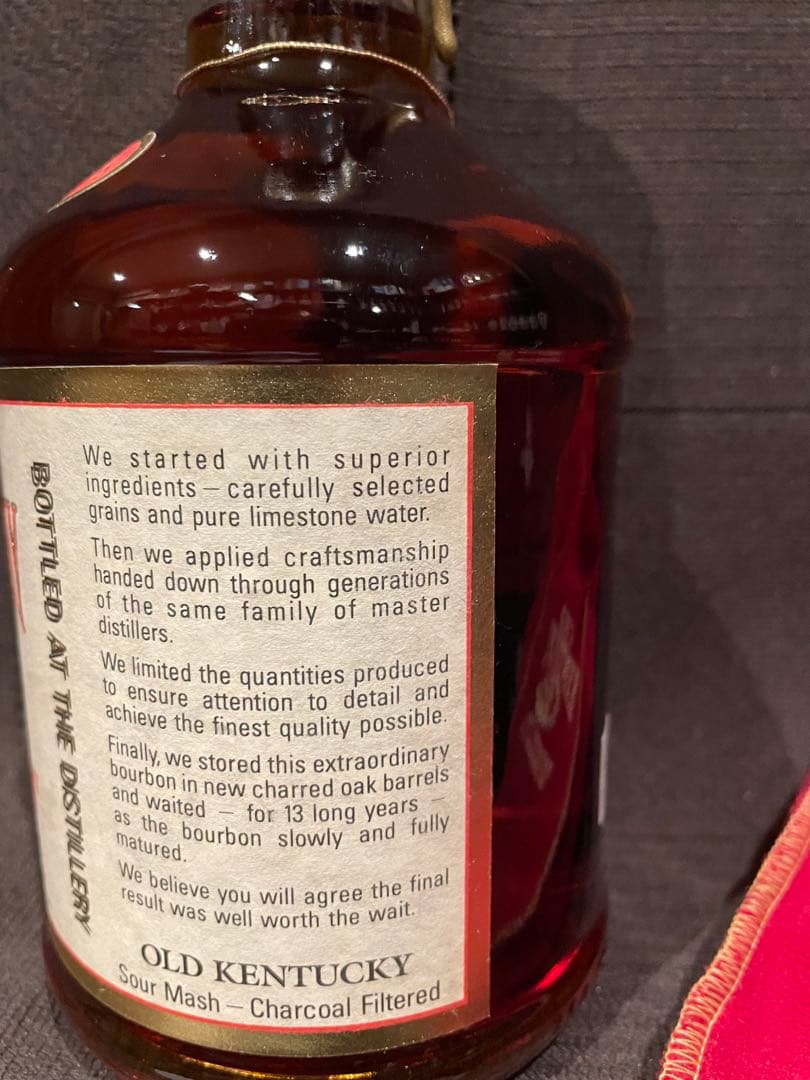 BOTTLED AT THE DISTILLERY
We started with superior
ingredients – carefully selected
grains and pure limestone water.
Then we applied craftsmanship
handed down through generations
of the same family of master
distillers.
We limited the quantities produced
to ensure attention to detail and
achieve the finest quality possible.
Finally, we stored this extraordinary
bourbon in new charred oak barrels
and waited – for 13 long years –
as the bourbon slowly and fully
matured.
We believe you will agree the final
result was well worth the wait.
OLD KENTUCKY
Sour Mash – Charcoal Filtered